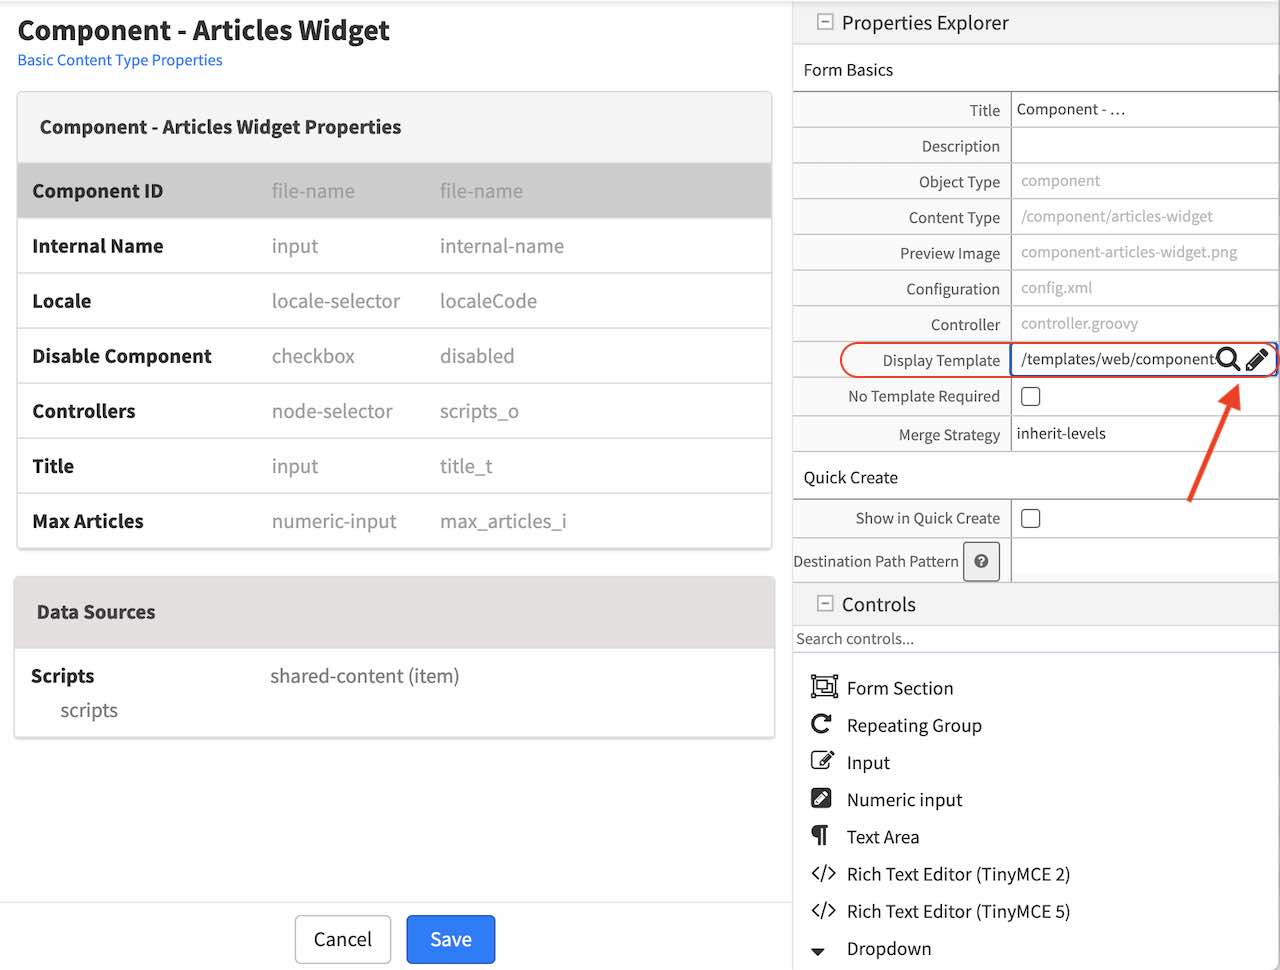 Component - Articles Widget
Basic Content Type Properties
Component - Articles Widget Properties
Component ID file-name file-name
Internal Name input internal-name
Locale locale-selector localeCode
Disable Component checkbox disabled
Controllers node-selector scripts_o
Title input title_t
Max Articles numeric-input max_articles_i
Data Sources
Scripts shared-content (item)
scripts
Cancel Save
Properties Explorer
Form Basics
Title Component - ...
Description
Object Type component
Content Type /component/articles-widget
Preview Image component-articles-widget.png
Configuration config.xml
Controller controller.groovy
Display Template /templates/web/component
No Template Required
Merge Strategy inherit-levels
Quick Create
Show in Quick Create
Destination Path Pattern ?
Controls
Search controls...
Form Section
Repeating Group
Input
Numeric input
Text Area
</> Rich Text Editor (TinyMCE 2)
</> Rich Text Editor (TinyMCE 5)
Dropdown